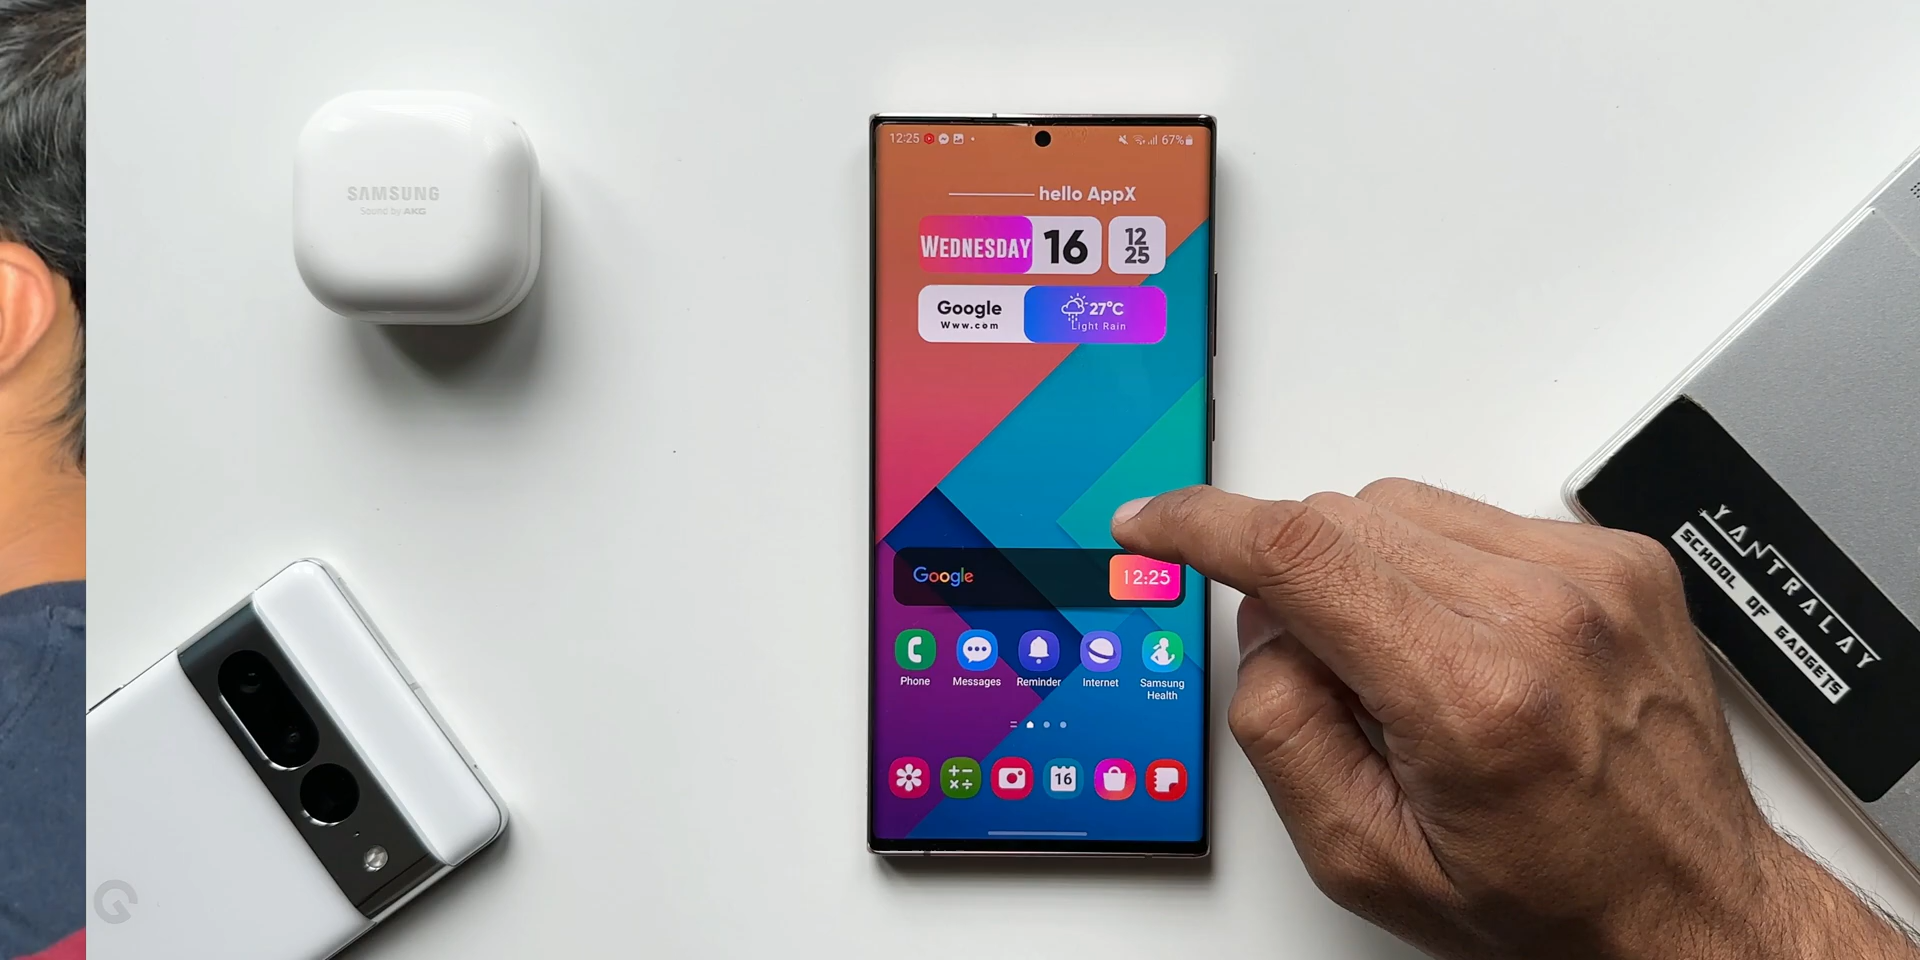 SAMSUNG
Sound by AKG
12:25
67%
hello AppX
WEDNESDAY
16
12
25
Google
Www.com
27°C
Light Rain
Google
12:25
Phone
Messages
Reminder
Internet
Samsung
Health
16
YANTRALAY
SCHOOL OF GADGETS